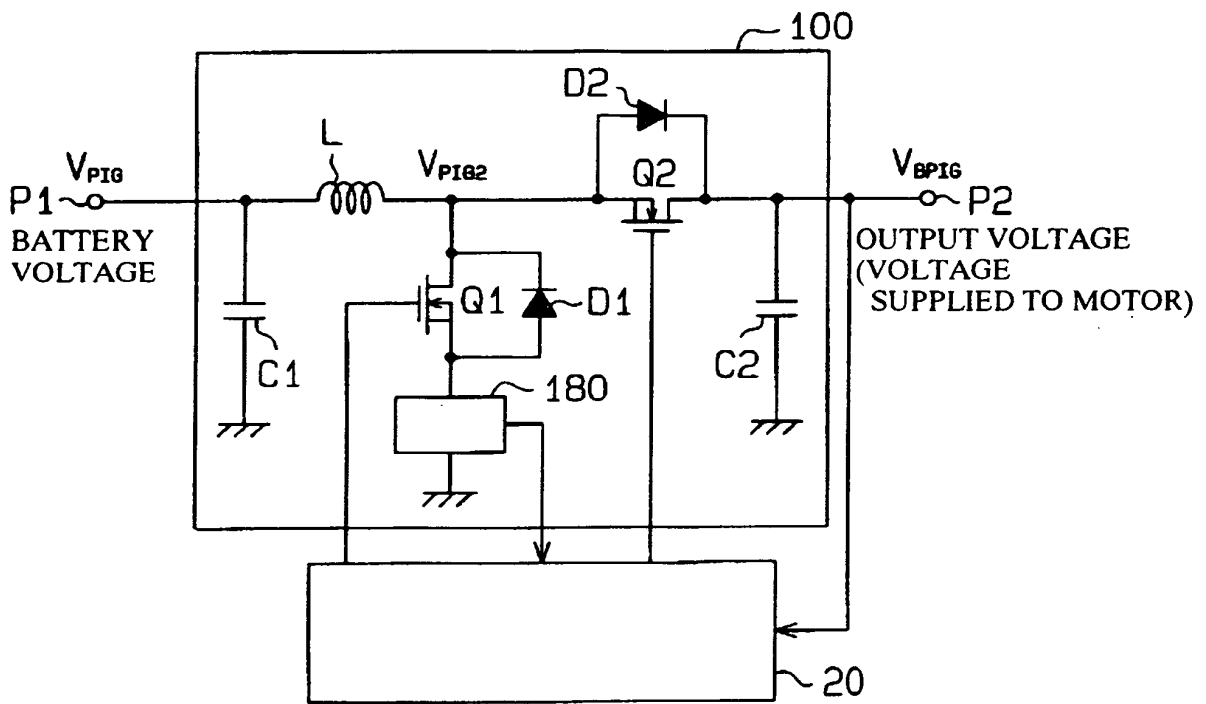 100
D2
L
V_PIG
V_PIG2
Q2
V_BPIG
P1
P2
BATTERY
VOLTAGE
OUTPUT VOLTAGE
(VOLTAGE
SUPPLIED TO MOTOR)
Q1
D1
C1
C2
180
20